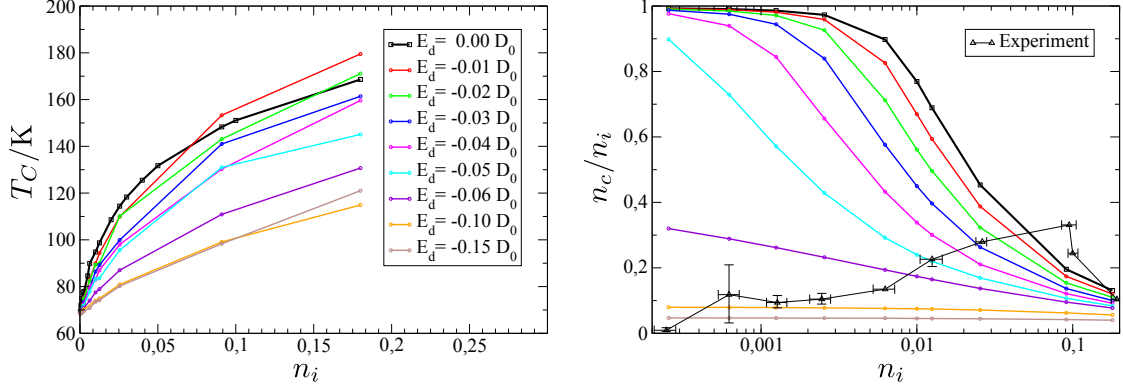 T_C/K
180
160
140
120
100
80
60
0
0,05
0,1
0,15
0,2
0,25
n_i
E_d= 0.00 D_0
E_d= -0.01 D_0
E_d= -0.02 D_0
E_d= -0.03 D_0
E_d= -0.04 D_0
E_d= -0.05 D_0
E_d= -0.06 D_0
E_d= -0.10 D_0
E_d= -0.15 D_0
n_c/n_i
1
0,8
0,6
0,4
0,2
0
0,001
0,01
0,1
n_i
Experiment